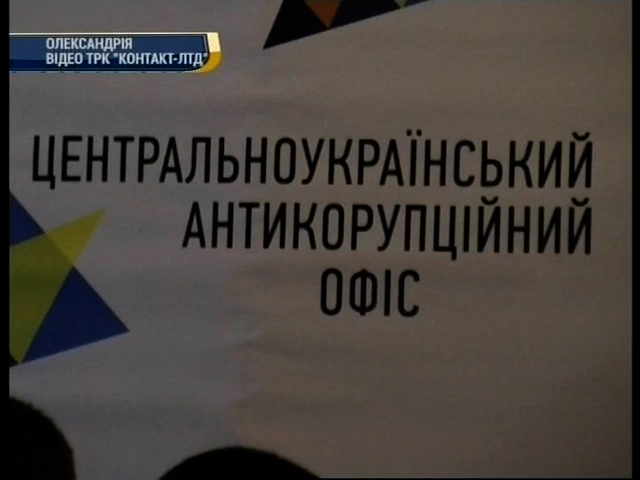 ОЛЕКСАНДРІЯ
ВІДЕО ТРК "КОНТАКТ-ЛТД"
ЦЕНТРАЛЬНОУКРАЇНСЬКИЙ
АНТИКОРУПЦІЙНИЙ
ОФІС